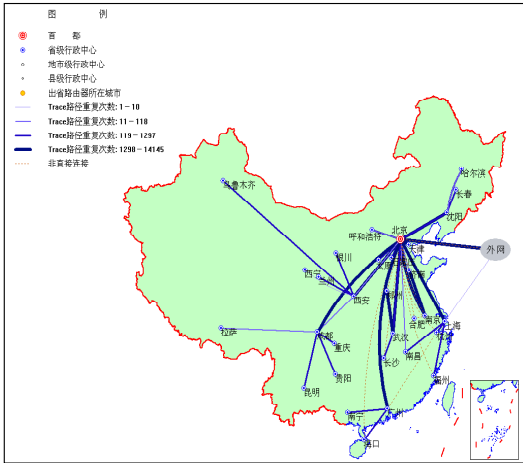 图 例
首 都
省级行政中心
地市级行政中心
县级行政中心
出省路由器所在城市
Trace路径重复次数:1-10
Trace路径重复次数:11-118
Trace路径重复次数:119-1297
Trace路径重复次数:1298-14145
非直接连接
哈尔滨
长春
乌鲁木齐
沈阳
呼和浩特
北京
天津
外网
银川
太原
西宁
兰州
济南
郑州
西安
合肥
南京
上海
拉萨
成都
武汉
杭州
重庆
南昌
长沙
贵阳
福州
昆明
南宁
广州
海口